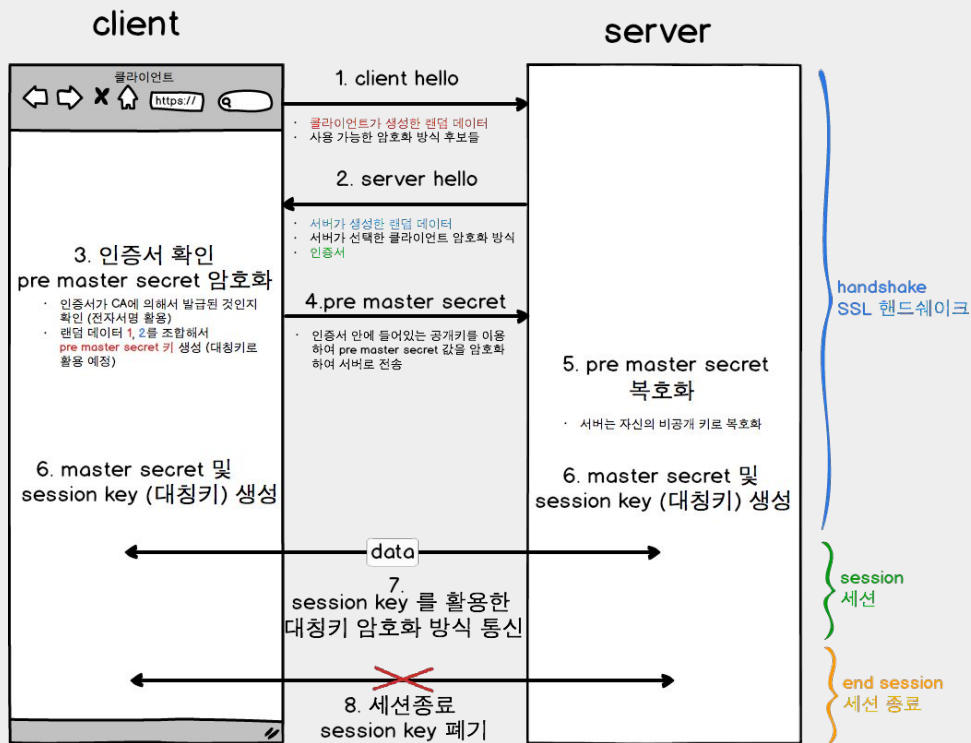 client
server
클라이언트
https://
1. client hello
· 클라이언트가 생성한 랜덤 데이터
· 사용 가능한 암호화 방식 후보들
2. server hello
· 서버가 생성한 랜덤 데이터
· 서버가 선택한 클라이언트 암호화 방식
· 인증서
3. 인증서 확인
pre master secret 암호화
· 인증서가 CA에 의해서 발급된 것인지
확인 (전자서명 활용)
· 랜덤 데이터 1, 2를 조합해서
pre master secret 키 생성 (대칭키로
활용 예정)
4.pre master secret
· 인증서 안에 들어있는 공개키를 이용
하여 pre master secret 값을 암호화
하여 서버로 전송
5. pre master secret
복호화
· 서버는 자신의 비공개 키로 복호화
handshake
SSL 핸드쉐이크
6. master secret 및
session key (대칭키) 생성
6. master secret 및
session key (대칭키) 생성
data
7.
session key 를 활용한
대칭키 암호화 방식 통신
session
세션
8. 세션종료
session key 폐기
end session
세션 종료